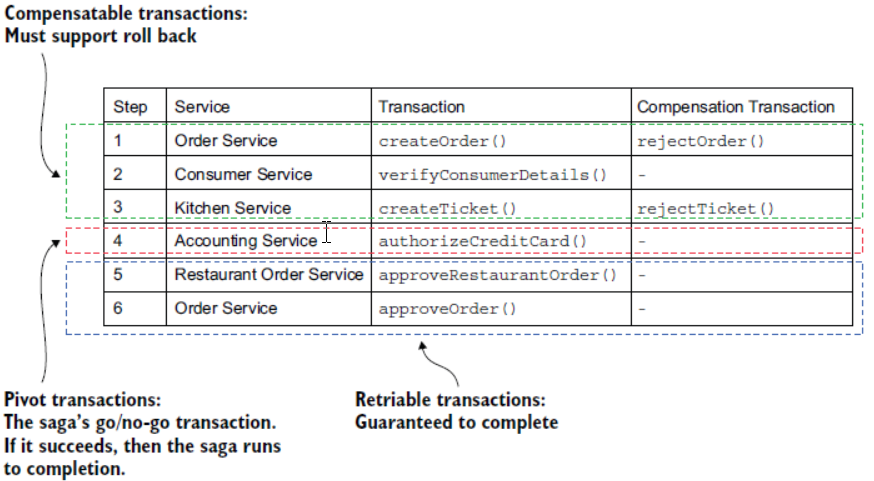 Compensatable transactions:
Must support roll back
Step Service Transaction Compensation Transaction
1 Order Service createOrder() rejectOrder()
2 Consumer Service verifyConsumerDetails() -
3 Kitchen Service createTicket() rejectTicket()
4 Accounting Service authorizeCreditCard() -
5 Restaurant Order Service approveRestaurantOrder() -
6 Order Service approveOrder() -
Pivot transactions:
The saga's go/no-go transaction.
If it succeeds, then the saga runs
to completion.
Retriable transactions:
Guaranteed to complete